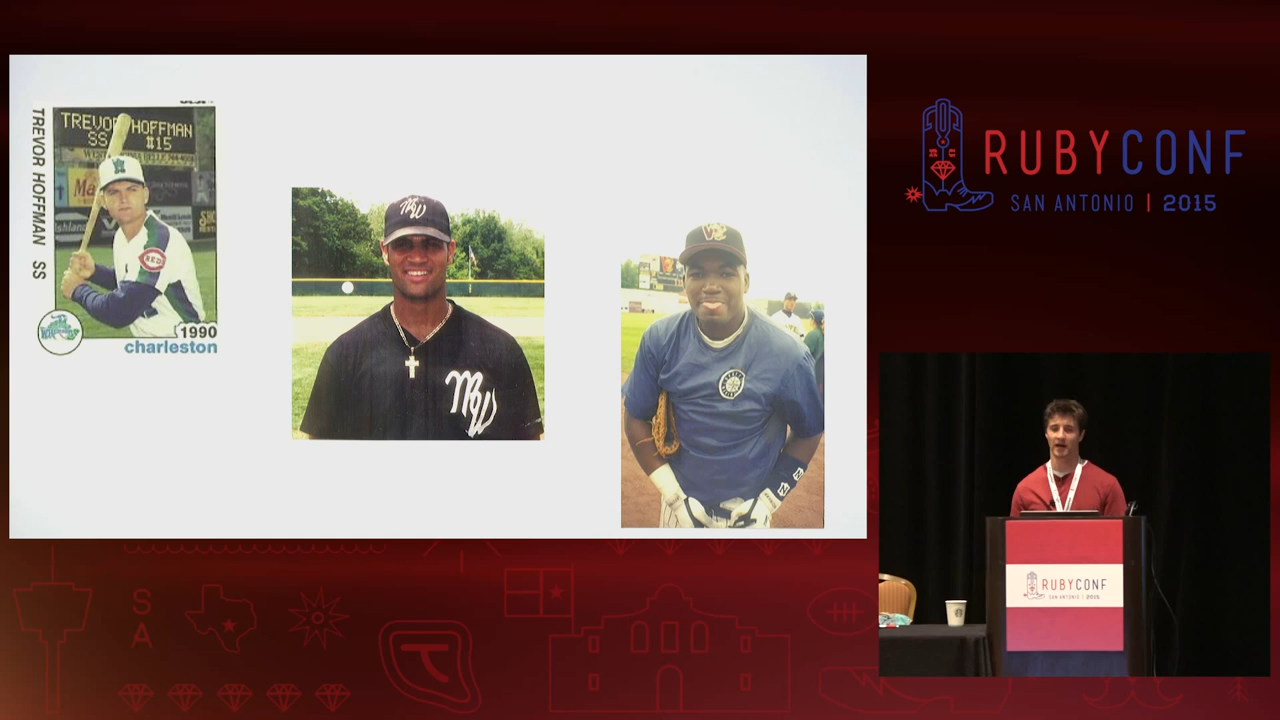 TREVOR HOFFMAN SS
TREVOR HOFFMAN
SS #15
REDS
1990
charleston
MW
MW
RUBYCONF
SAN ANTONIO | 2015
RUBYCONF
SAN ANTONIO | 2015
S
A